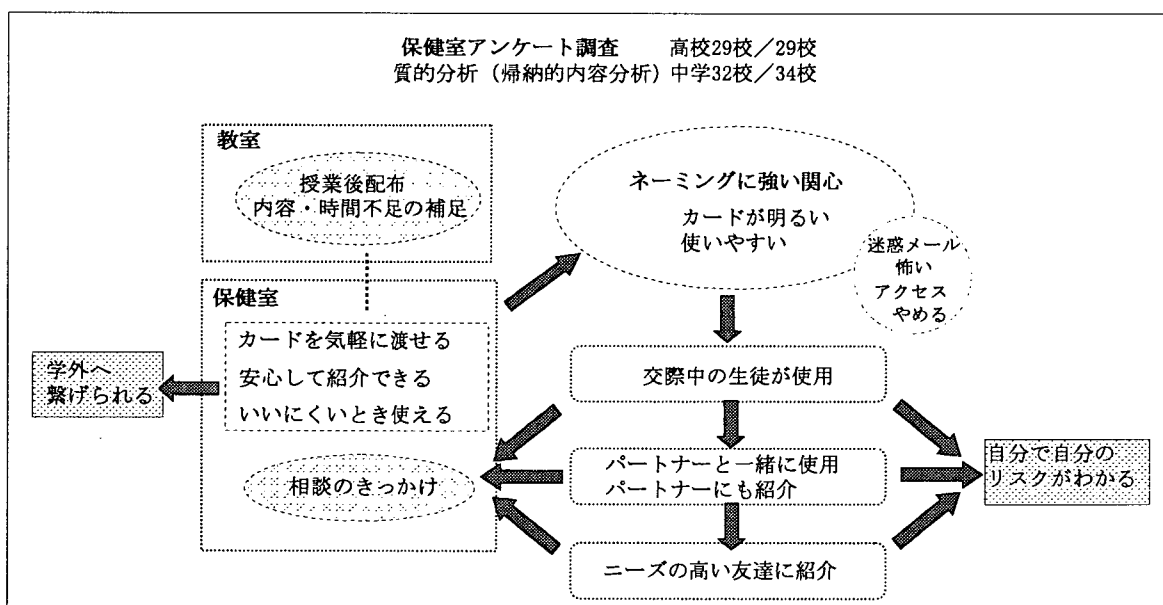 保健室アンケート調査　高校29校／29校
質的分析（帰納的内容分析）中学32校／34校
教室
授業後配布
内容・時間不足の補足
ネーミングに強い関心
カードが明るい
使いやすい
迷惑メール
怖い
アクセス
やめる
保健室
カードを気軽に渡せる
安心して紹介できる
いいにくいとき使える
学外へ
繋げられる
交際中の生徒が使用
パートナーと一緒に使用
パートナーにも紹介
自分で自分の
リスクがわかる
相談のきっかけ
ニーズの高い友達に紹介